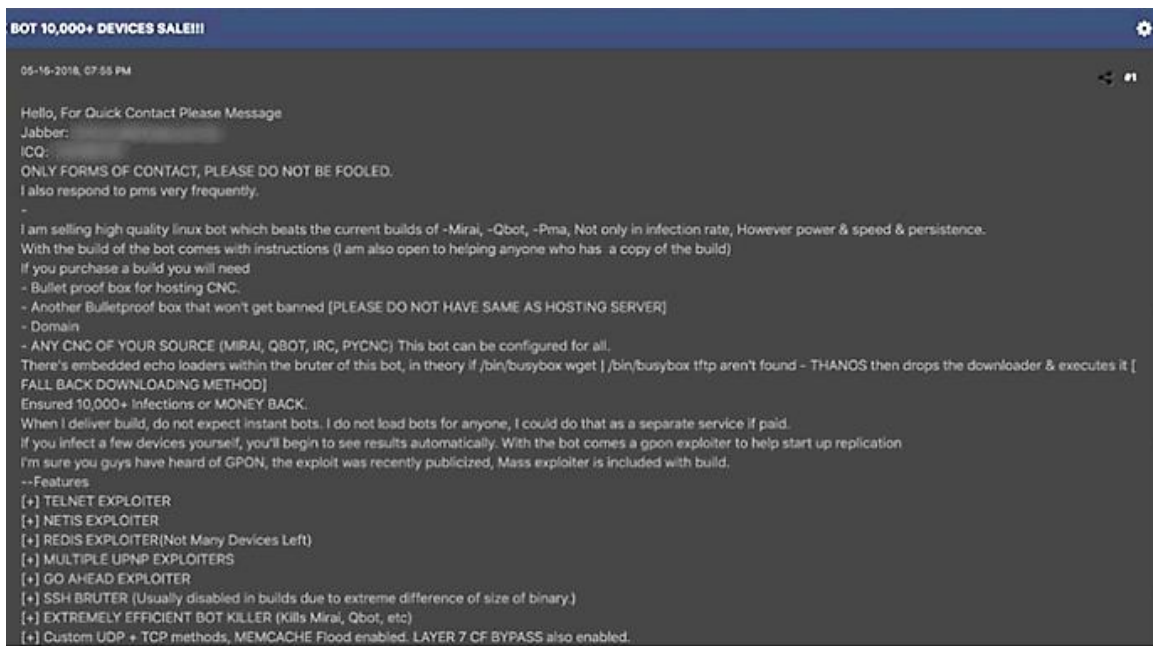 BOT 10,000+ DEVICES SALE!!!
05-16-2018, 07:55 PM
#1
Hello, For Quick Contact Please Message
Jabber:
ICQ:
ONLY FORMS OF CONTACT, PLEASE DO NOT BE FOOLED.
I also respond to pms very frequently.
-
I am selling high quality linux bot which beats the current builds of -Mirai, -Qbot, -Pma, Not only in infection rate, However power & speed & persistence.
With the build of the bot comes with instructions (I am also open to helping anyone who has a copy of the build)
If you purchase a build you will need
- Bullet proof box for hosting CNC.
- Another Bulletproof box that won't get banned [PLEASE DO NOT HAVE SAME AS HOSTING SERVER]
- Domain
- ANY CNC OF YOUR SOURCE (MIRAI, QBOT, IRC, PYCNC) This bot can be configured for all.
There's embedded echo loaders within the bruter of this bot, in theory if /bin/busybox wget | /bin/busybox tftp aren't found - THANOS then drops the downloader & executes it [
FALL BACK DOWNLOADING METHOD]
Ensured 10,000+ Infections or MONEY BACK.
When I deliver build, do not expect instant bots. I do not load bots for anyone, I could do that as a separate service if paid.
If you infect a few devices yourself, you'll begin to see results automatically. With the bot comes a gpon exploiter to help start up replication
I'm sure you guys have heard of GPON, the exploit was recently publicized, Mass exploiter is included with build.
--Features
[+] TELNET EXPLOITER
[+] NETIS EXPLOITER
[+] REDIS EXPLOITER(Not Many Devices Left)
[+] MULTIPLE UPNP EXPLOITERS
[+] GO AHEAD EXPLOITER
[+] SSH BRUTER (Usually disabled in builds due to extreme difference of size of binary.)
[+] EXTREMELY EFFICIENT BOT KILLER (Kills Mirai, Qbot, etc)
[+] Custom UDP + TCP methods, MEMCACHE Flood enabled. LAYER 7 CF BYPASS also enabled.